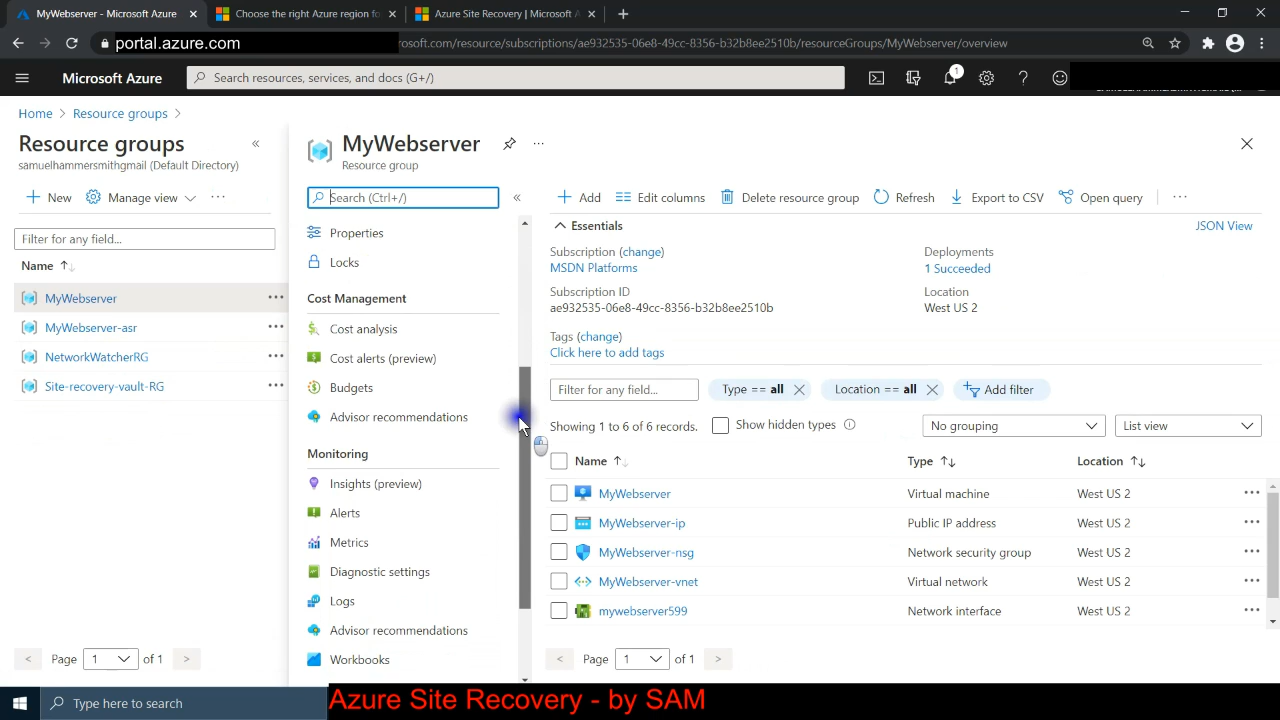 MyWebserver - Microsoft Azure
Choose the right Azure region fo
Azure Site Recovery | Microsoft A
portal.azure.com
rosoft.com/resource/subscriptions/ae932535-06e8-49cc-8356-b32b8ee2510b/resourceGroups/MyWebserver/overview
Microsoft Azure
Search resources, services, and docs (G+/)
1
Home > Resource groups >
Resource groups
samuelhammersmithgmail (Default Directory)
New
Manage view
Filter for any field...
Name
MyWebserver
MyWebserver-asr
NetworkWatcherRG
Site-recovery-vault-RG
< Page 1 of 1 >
MyWebserver
Resource group
Search (Ctrl+/)
Properties
Locks
Cost Management
Cost analysis
Cost alerts (preview)
Budgets
Advisor recommendations
Monitoring
Insights (preview)
Alerts
Metrics
Diagnostic settings
Logs
Advisor recommendations
Workbooks
Add
Edit columns
Delete resource group
Refresh
Export to CSV
Open query
Essentials
JSON View
Subscription (change)
MSDN Platforms
Subscription ID
ae932535-06e8-49cc-8356-b32b8ee2510b
Deployments
1 Succeeded
Location
West US 2
Tags (change)
Click here to add tags
Filter for any field...
Type == all
Location == all
Add filter
Showing 1 to 6 of 6 records.
Show hidden types
No grouping
List view
Name Type Location
MyWebserver Virtual machine West US 2
MyWebserver-ip Public IP address West US 2
MyWebserver-nsg Network security group West US 2
MyWebserver-vnet Virtual network West US 2
mywebserver599 Network interface West US 2
< Page 1 of 1 >
Type here to search
Azure Site Recovery - by SAM